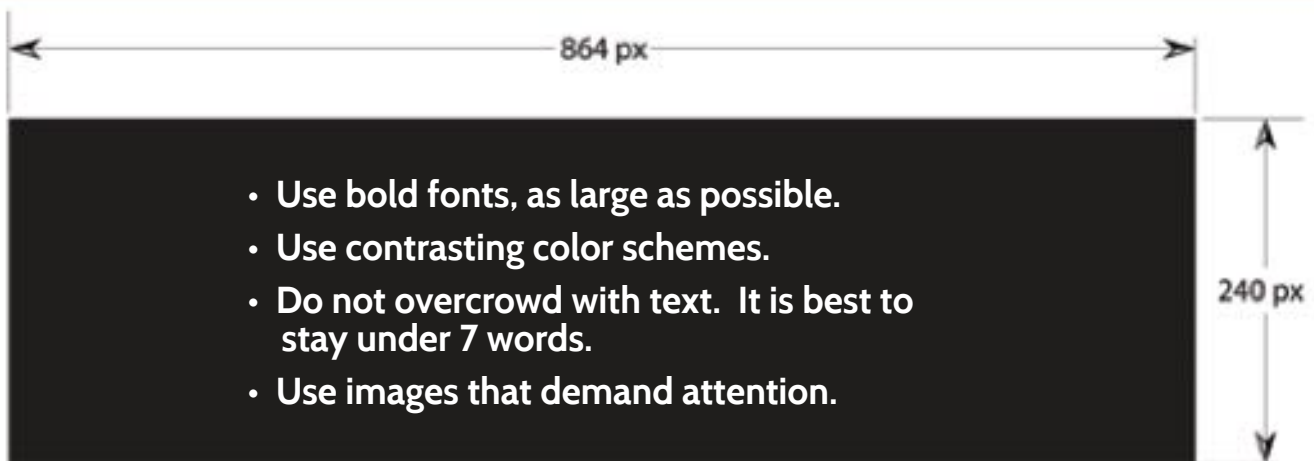 864 px
• Use bold fonts, as large as possible.
• Use contrasting color schemes.
• Do not overcrowd with text.  It is best to
stay under 7 words.
240 px
• Use images that demand attention.